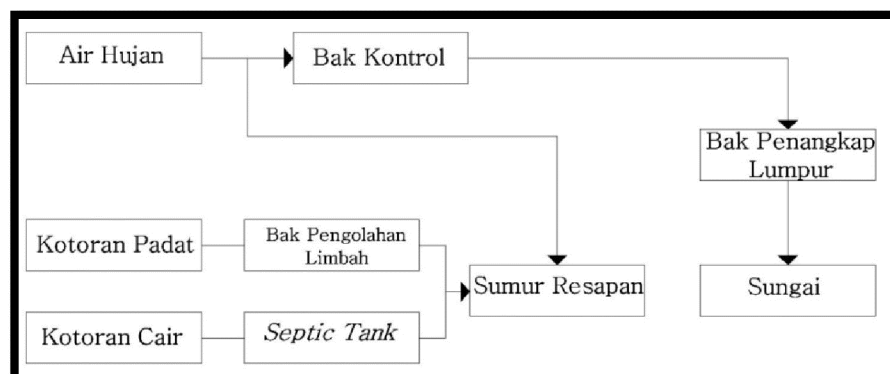 Air Hujan
Bak Kontrol
Bak Penangkap
Lumpur
Kotoran Padat
Bak Pengolahan
Limbah
Sumur Resapan
Sungai
Kotoran Cair
Septic Tank